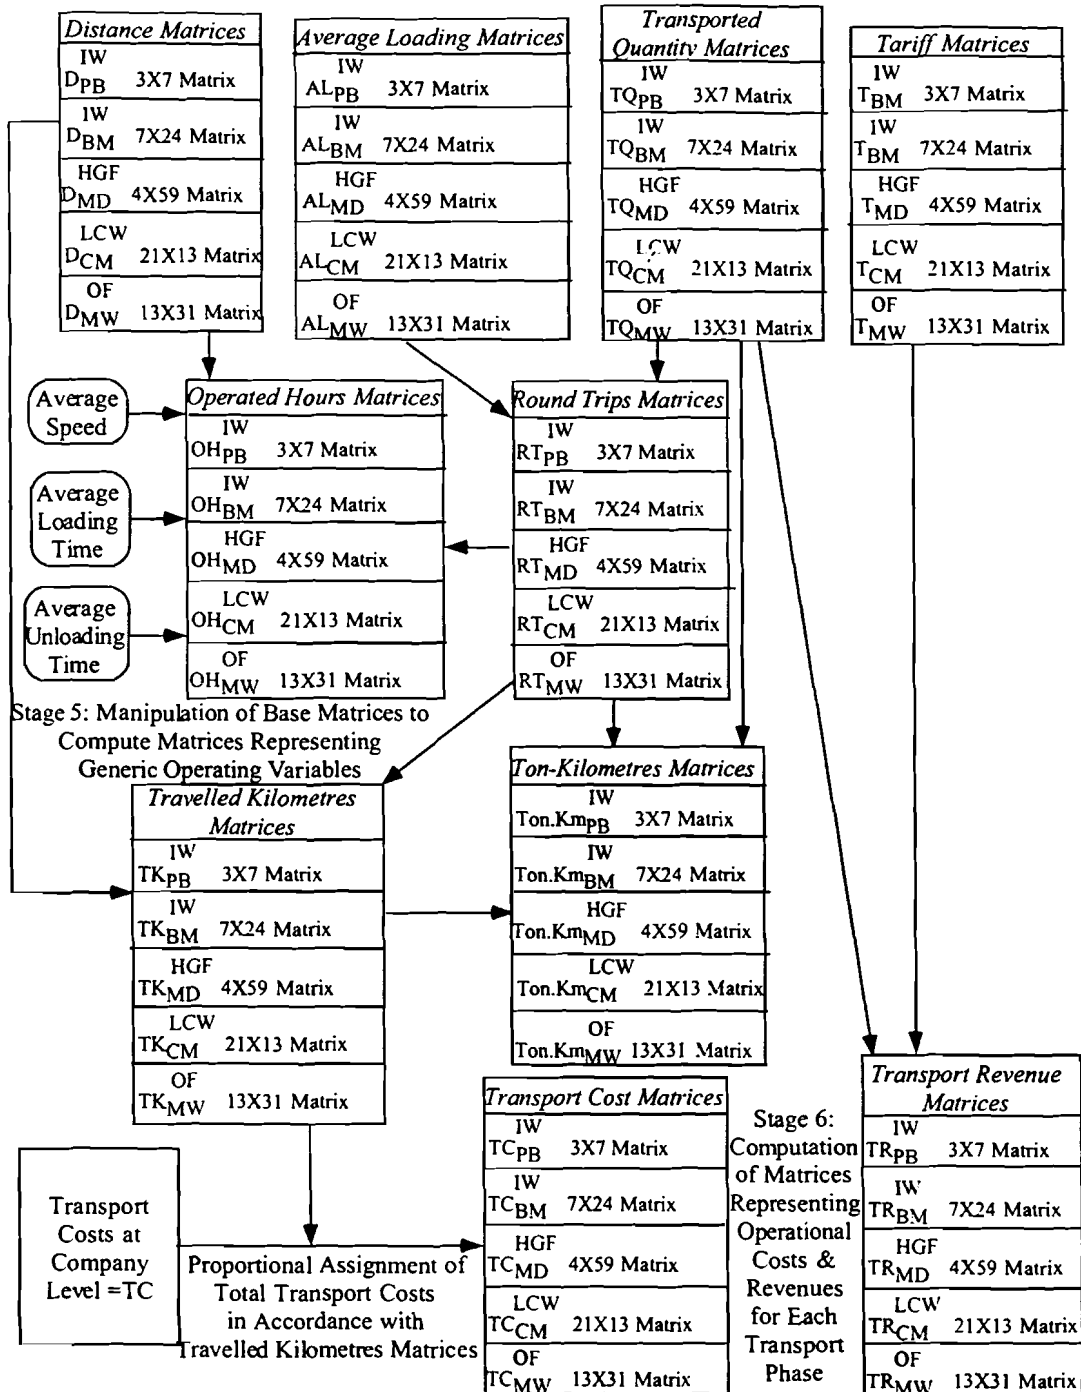 Distance Matrices
IW
DPB 3X7 Matrix
IW
DBM 7X24 Matrix
HGF
DMD 4X59 Matrix
LCW
DCM 21X13 Matrix
OF
DMW 13X31 Matrix
Average Loading Matrices
IW
ALPB 3X7 Matrix
IW
ALBM 7X24 Matrix
HGF
ALMD 4X59 Matrix
LCW
ALCM 21X13 Matrix
OF
ALMW 13X31 Matrix
Transported
Quantity Matrices
IW
TQPB 3X7 Matrix
IW
TQBM 7X24 Matrix
HGF
TQMD 4X59 Matrix
LCW
TQCM 21X13 Matrix
OF
TQMW 13X31 Matrix
Tariff Matrices
IW
TBM 3X7 Matrix
IW
TBM 7X24 Matrix
HGF
TMD 4X59 Matrix
LCW
TCM 21X13 Matrix
OF
TMW 13X31 Matrix
Average
Speed
Average
Loading
Time
Average
Unloading
Time
Operated Hours Matrices
IW
OHPB 3X7 Matrix
IW
OHBM 7X24 Matrix
HGF
OHMD 4X59 Matrix
LCW
OHCM 21X13 Matrix
OF
OHMW 13X31 Matrix
Round Trips Matrices
IW
RTPB 3X7 Matrix
IW
RTBM 7X24 Matrix
HGF
RTMD 4X59 Matrix
LCW
RTCM 21X13 Matrix
OF
RTMW 13X31 Matrix
Stage 5: Manipulation of Base Matrices to
Compute Matrices Representing
Generic Operating Variables
Travelled Kilometres
Matrices
IW
TKPB 3X7 Matrix
IW
TKBM 7X24 Matrix
HGF
TKMD 4X59 Matrix
LCW
TKCM 21X13 Matrix
OF
TKMW 13X31 Matrix
Ton-Kilometres Matrices
IW
Ton.KmPB 3X7 Matrix
IW
Ton.KmBM 7X24 Matrix
HGF
Ton.KmMD 4X59 Matrix
LCW
Ton.KmCM 21X13 Matrix
OF
Ton.KmMW 13X31 Matrix
Transport
Costs at
Company
Level =TC
Proportional Assignment of
Total Transport Costs
in Accordance with
Travelled Kilometres Matrices
Transport Cost Matrices
IW
TCPB 3X7 Matrix
IW
TCBM 7X24 Matrix
HGF
TCMD 4X59 Matrix
LCW
TCCM 21X13 Matrix
OF
TCMW 13X31 Matrix
Stage 6:
Computation
of Matrices
Representing
Operational
Costs &
Revenues
for Each
Transport
Phase
Transport Revenue
Matrices
IW
TRPB 3X7 Matrix
IW
TRBM 7X24 Matrix
HGF
TRMD 4X59 Matrix
LCW
TRCM 21X13 Matrix
OF
TRMW 13X31 Matrix